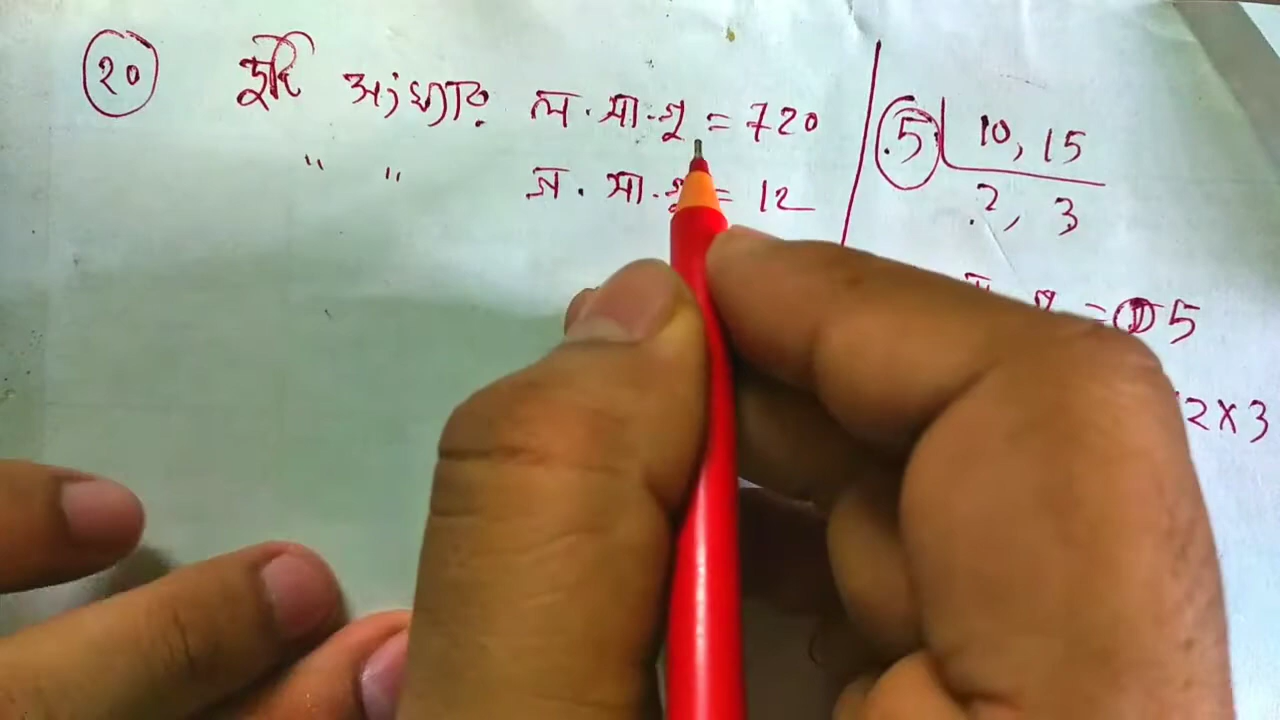 ২০ দুটি সংখ্যার ল.সা.গু = 720
" " গ.সা.গু = 12
5 10, 15
2, 3
= 5
2 X 3